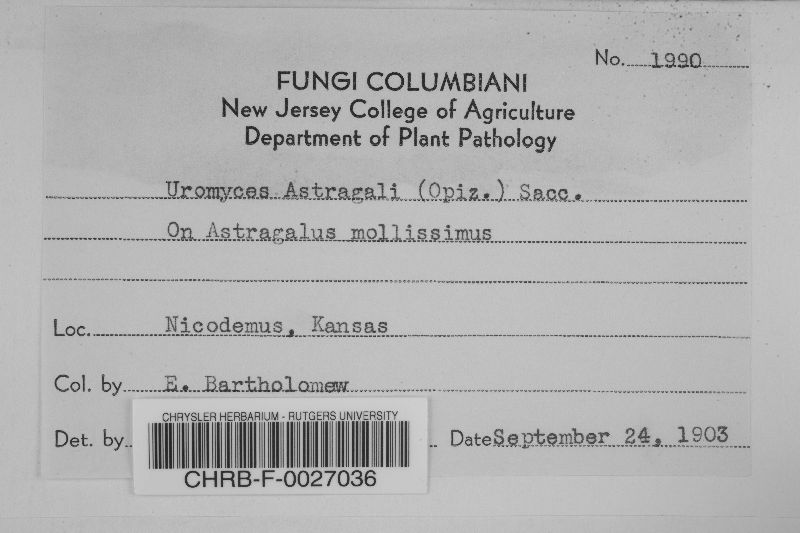 No. 1990
FUNGI COLUMBIANI
New Jersey College of Agriculture
Department of Plant Pathology
Uromyces Astragali (Opiz.) Sacc.
On Astragalus mollissimus
Loc. Nicodemus, Kansas
Col. by E. Bartholomew
Det. by Date September 24, 1903
CHRYSLER HERBARIUM - RUTGERS UNIVERSITY
CHRB-F-0027036